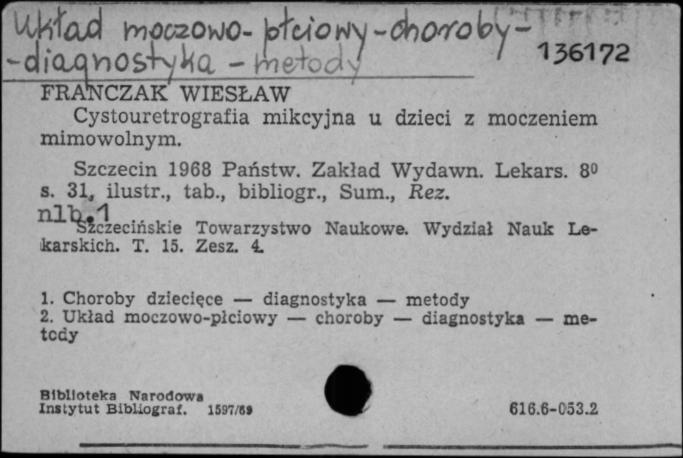 Układ moczowo-płciowy-choroby-
-diagnostyka - metody
136172
FRANCZAK WIESŁAW
Cystouretrografia mikcyjna u dzieci z moczeniem
mimowolnym.
Szczecin 1968 Państw. Zakład Wydawn. Lekars. 8⁰
s. 31, ilustr., tab., bibliogr., Sum., Rez.
nlb.1
Szczecińskie Towarzystwo Naukowe. Wydział Nauk Le-
karskich. T. 15. Zesz. 4.
1. Choroby dziecięce — diagnostyka — metody
2. Układ moczowo-płciowy — choroby — diagnostyka — me-
tody
Biblioteka Narodowa
Instytut Bibliograf. 1597/69
616.6-053.2